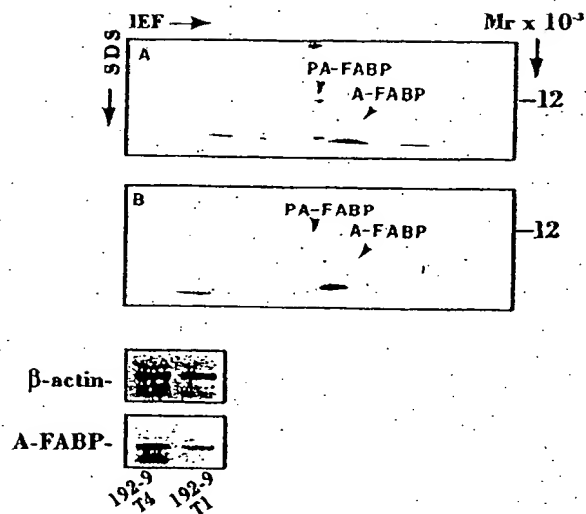 IEF → Mr x 10⁻³
SDS
A
PA-FABP
A-FABP
–12
B
PA-FABP
A-FABP
–12
β-actin-
A-FABP-
192-9 T4
192-9 T1